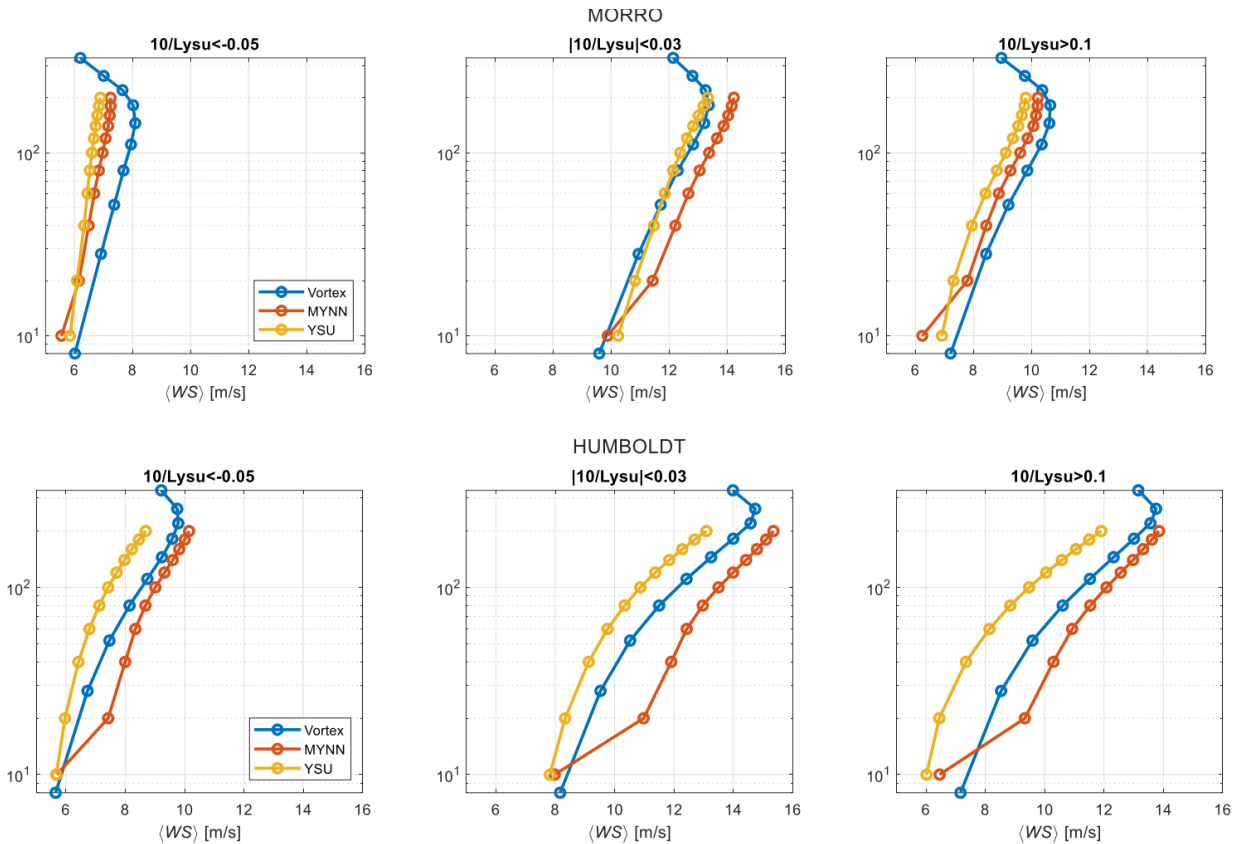 MORRO
10/Lysu<-0.05
|10/Lysu|<0.03
10/Lysu>0.1
10²
10¹
Vortex
MYNN
YSU
6 8 10 12 14 16
⟨WS⟩ [m/s]
10²
10¹
6 8 10 12 14 16
⟨WS⟩ [m/s]
10²
10¹
6 8 10 12 14 16
⟨WS⟩ [m/s]
HUMBOLDT
10/Lysu<-0.05
|10/Lysu|<0.03
10/Lysu>0.1
10²
10¹
Vortex
MYNN
YSU
6 8 10 12 14 16
⟨WS⟩ [m/s]
10²
10¹
6 8 10 12 14 16
⟨WS⟩ [m/s]
10²
10¹
6 8 10 12 14 16
⟨WS⟩ [m/s]